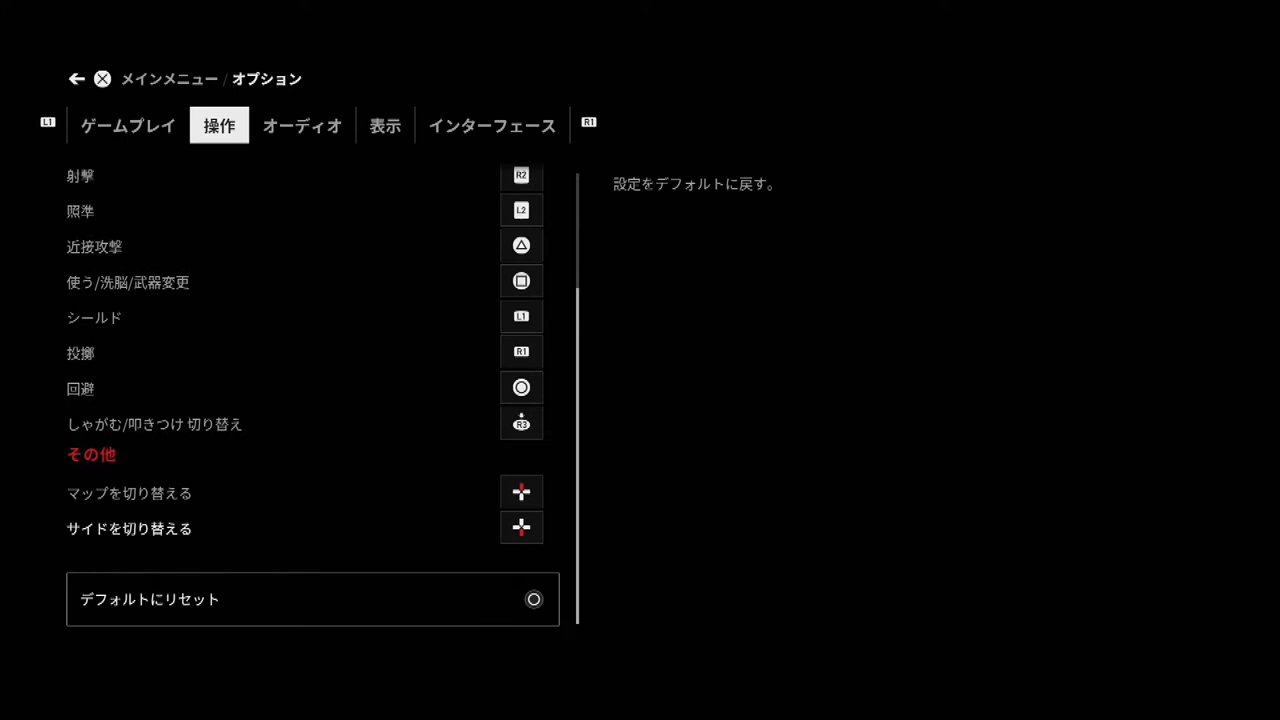 メインメニュー / オプション
L1 ゲームプレイ 操作 オーディオ 表示 インターフェース R1
射撃 R2
設定をデフォルトに戻す。
照準 L2
近接攻撃
使う/洗脳/武器変更
シールド L1
投擲 R1
回避
しゃがむ/叩きつけ 切り替え R3
その他
マップを切り替える
サイドを切り替える
デフォルトにリセット